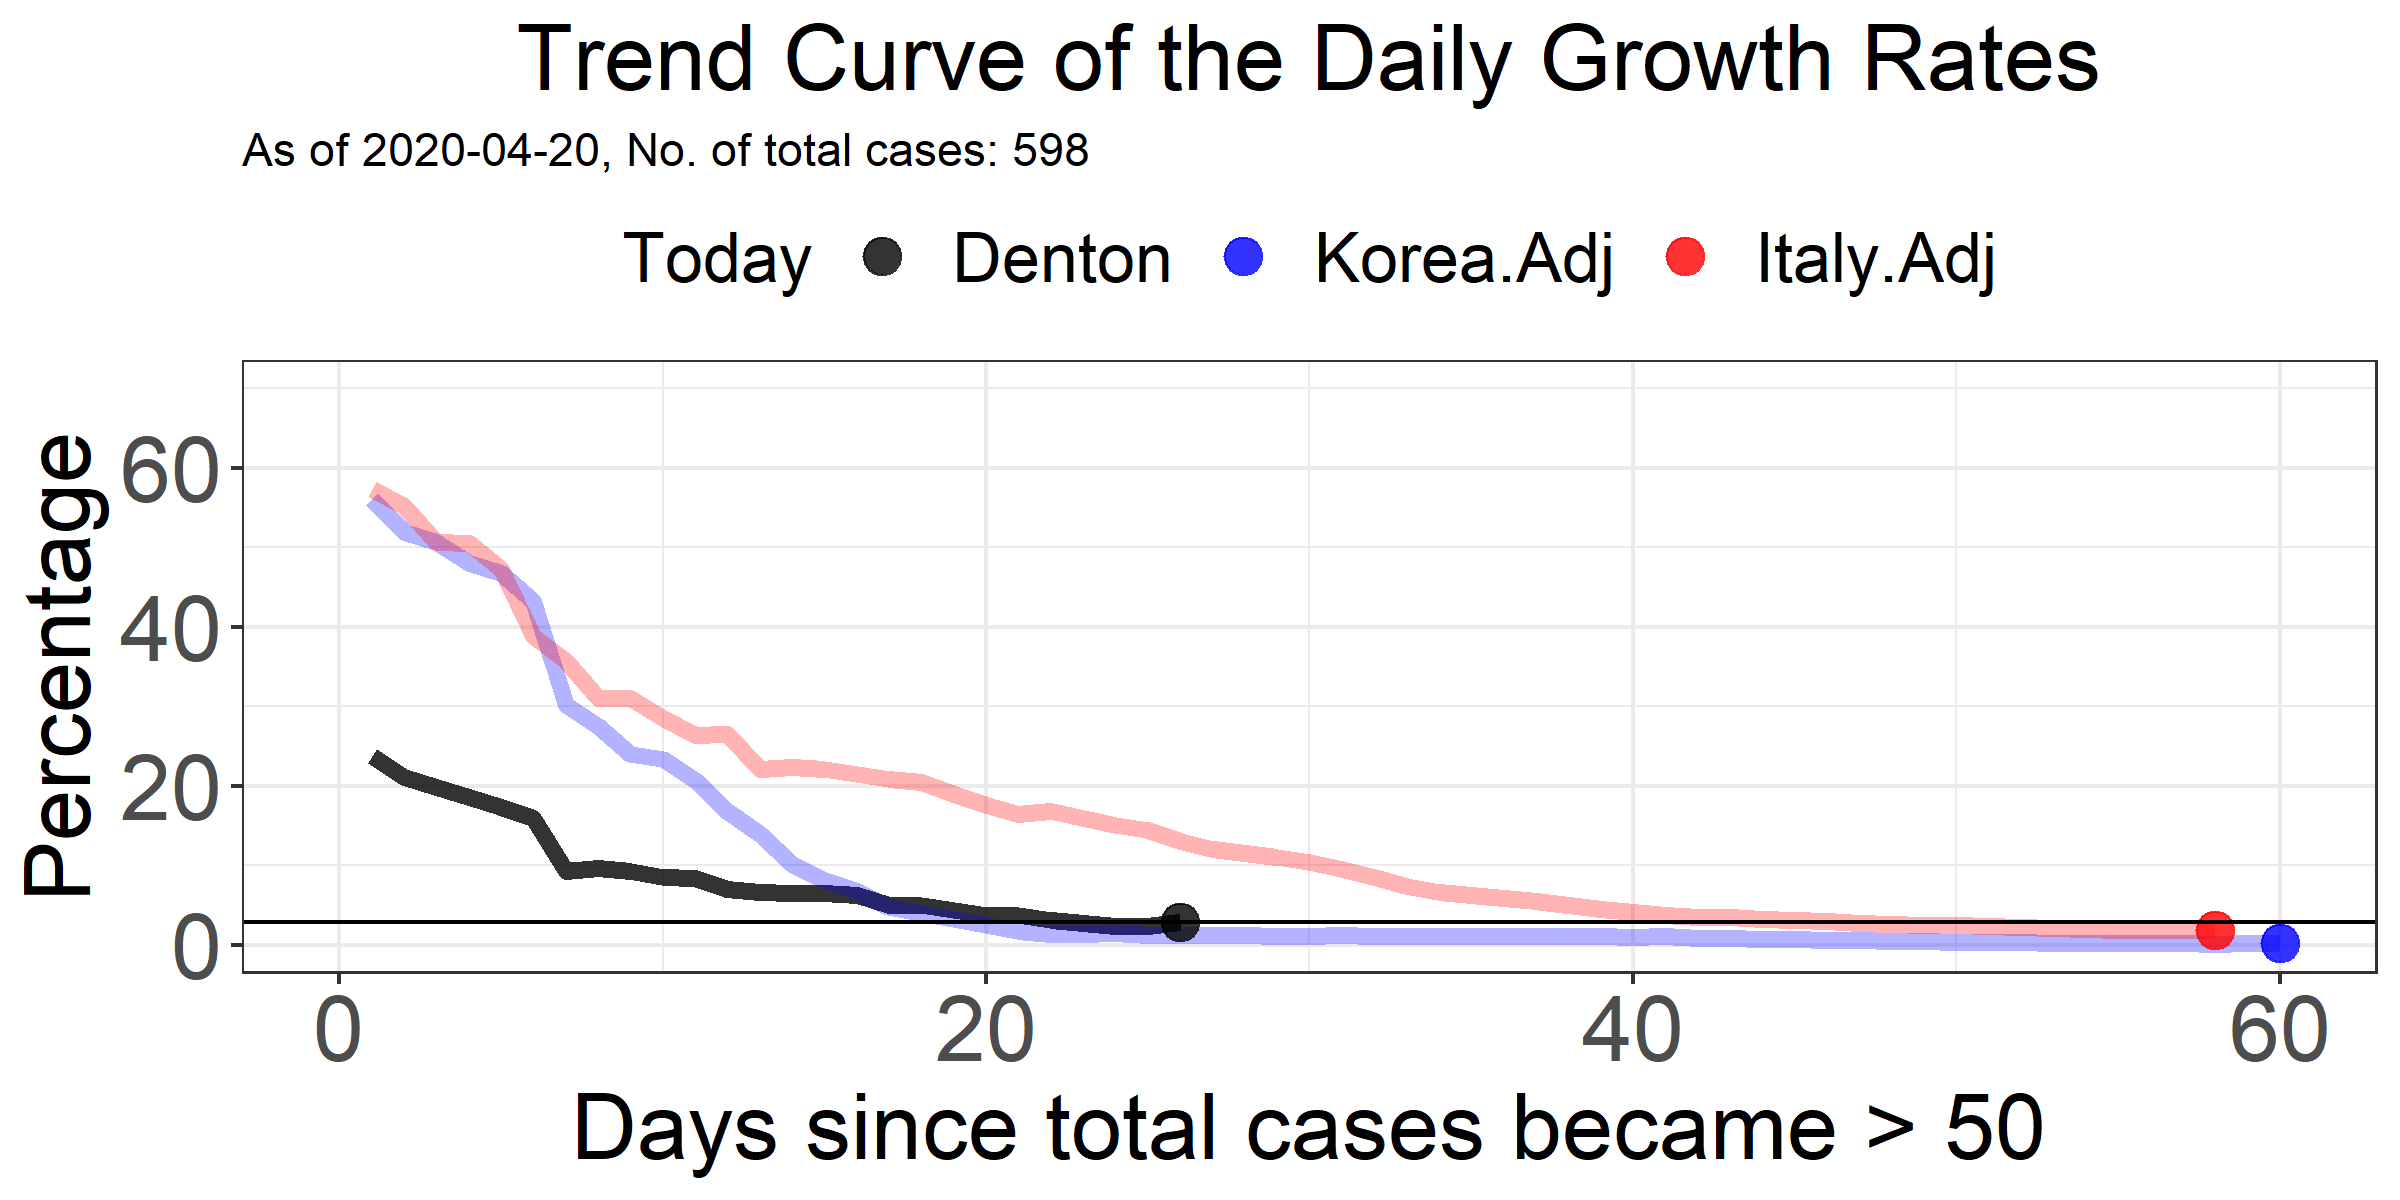 Trend Curve of the Daily Growth Rates
As of 2020-04-20, No. of total cases: 598
Today Denton Korea.Adj Italy.Adj
Percentage
60
40
20
0
0 20 40 60
Days since total cases became > 50